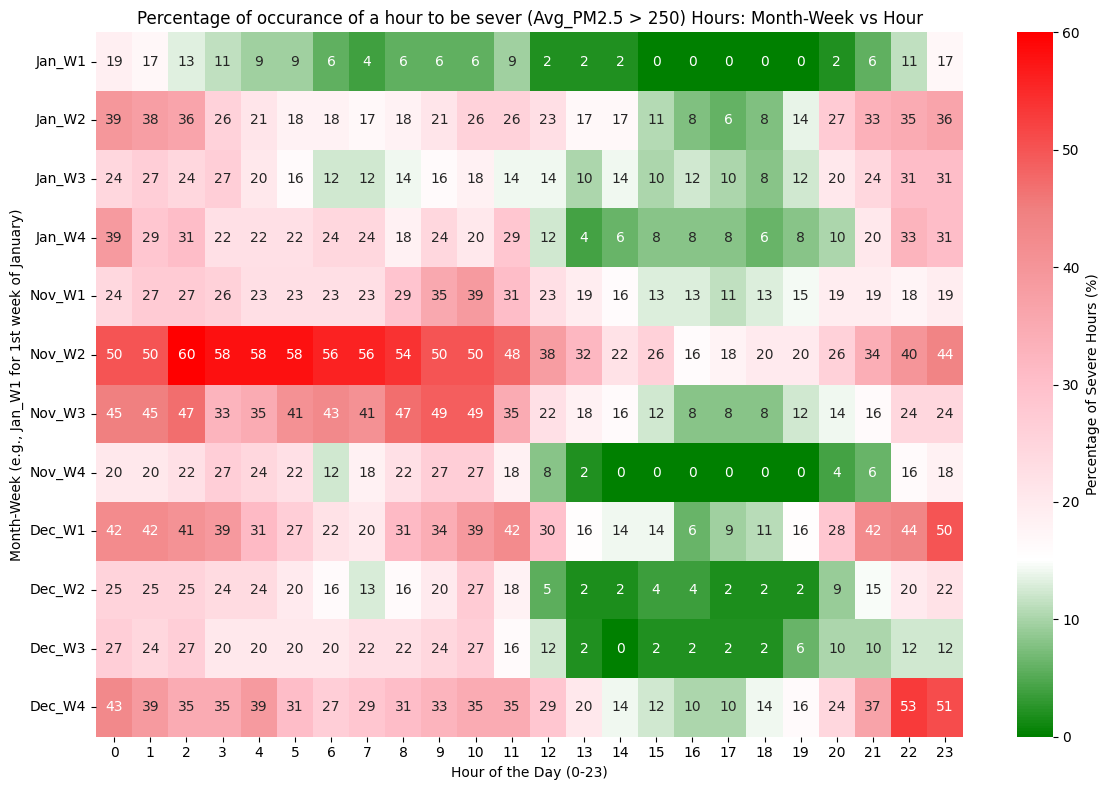 Percentage of occurance of a hour to be sever (Avg_PM2.5 > 250) Hours: Month-Week vs Hour
Month-Week (e.g., Jan_W1 for 1st week of January)
Jan_W1 19 17 13 11 9 9 6 4 6 6 6 9 2 2 2 0 0 0 0 0 2 6 11 17
Jan_W2 39 38 36 26 21 18 18 17 18 21 26 26 23 17 17 11 8 6 8 14 27 33 35 36
Jan_W3 24 27 24 27 20 16 12 12 14 16 18 14 14 10 14 10 12 10 8 12 20 24 31 31
Jan_W4 39 29 31 22 22 22 24 24 18 24 20 29 12 4 6 8 8 8 6 8 10 20 33 31
Nov_W1 24 27 27 26 23 23 23 23 29 35 39 31 23 19 16 13 13 11 13 15 19 19 18 19
Nov_W2 50 50 60 58 58 58 56 56 54 50 50 48 38 32 22 26 16 18 20 20 26 34 40 44
Nov_W3 45 45 47 33 35 41 43 41 47 49 49 35 22 18 16 12 8 8 8 12 14 16 24 24
Nov_W4 20 20 22 27 24 22 12 18 22 27 27 18 8 2 0 0 0 0 0 0 4 6 16 18
Dec_W1 42 42 41 39 31 27 22 20 31 34 39 42 30 16 14 14 6 9 11 16 28 42 44 50
Dec_W2 25 25 25 24 24 20 16 13 16 20 27 18 5 2 2 4 4 2 2 2 9 15 20 22
Dec_W3 27 24 27 20 20 20 20 22 22 24 27 16 12 2 0 2 2 2 2 6 10 10 12 12
Dec_W4 43 39 35 35 39 31 27 29 31 33 35 35 29 20 14 12 10 10 14 16 24 37 53 51
0 1 2 3 4 5 6 7 8 9 10 11 12 13 14 15 16 17 18 19 20 21 22 23
Hour of the Day (0-23)
60
50
40
30
20
10
0
Percentage of Severe Hours (%)